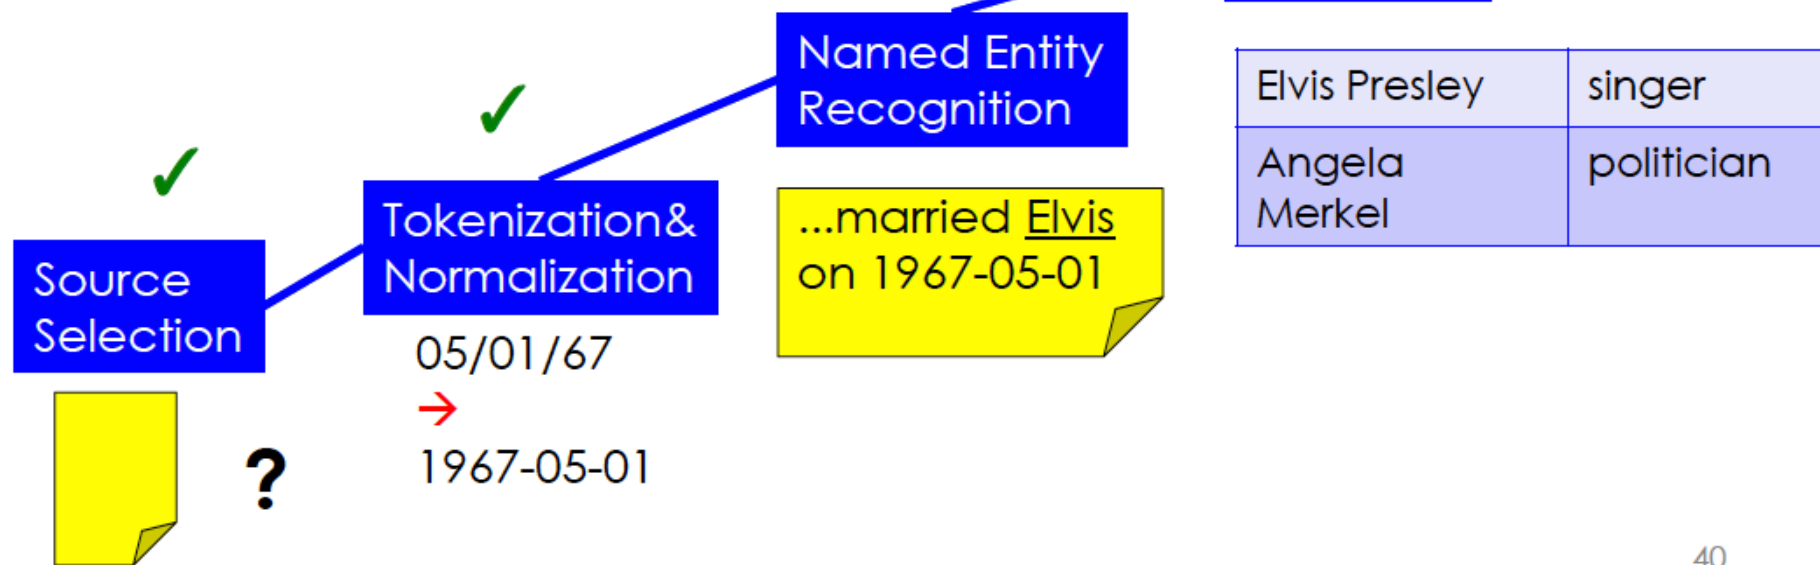 Named Entity
Recognition
Elvis Presley
singer
Angela
Merkel
politician
Tokenization&
Normalization
...married Elvis
on 1967-05-01
Source
Selection
05/01/67
→
1967-05-01
?
40